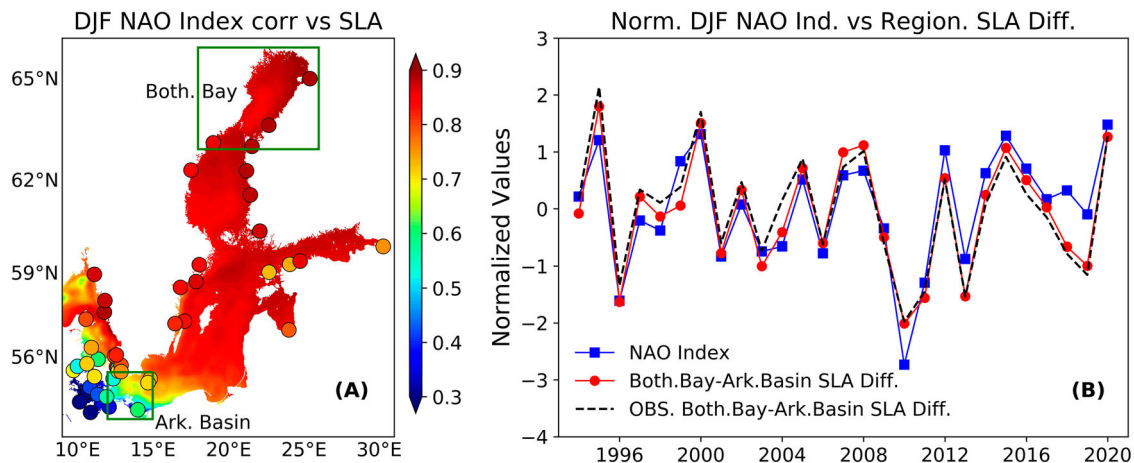 DJF NAO Index corr vs SLA
65°N
62°N
59°N
56°N
Both. Bay
Ark. Basin
(A)
10°E 15°E 20°E 25°E 30°E
0.9
0.8
0.7
0.6
0.5
0.4
0.3
Norm. DJF NAO Ind. vs Region. SLA Diff.
Normalized Values
3
2
1
0
−1
−2
−3
−4
NAO Index
Both.Bay-Ark.Basin SLA Diff.
OBS. Both.Bay-Ark.Basin SLA Diff.
(B)
1996 2000 2004 2008 2012 2016 2020